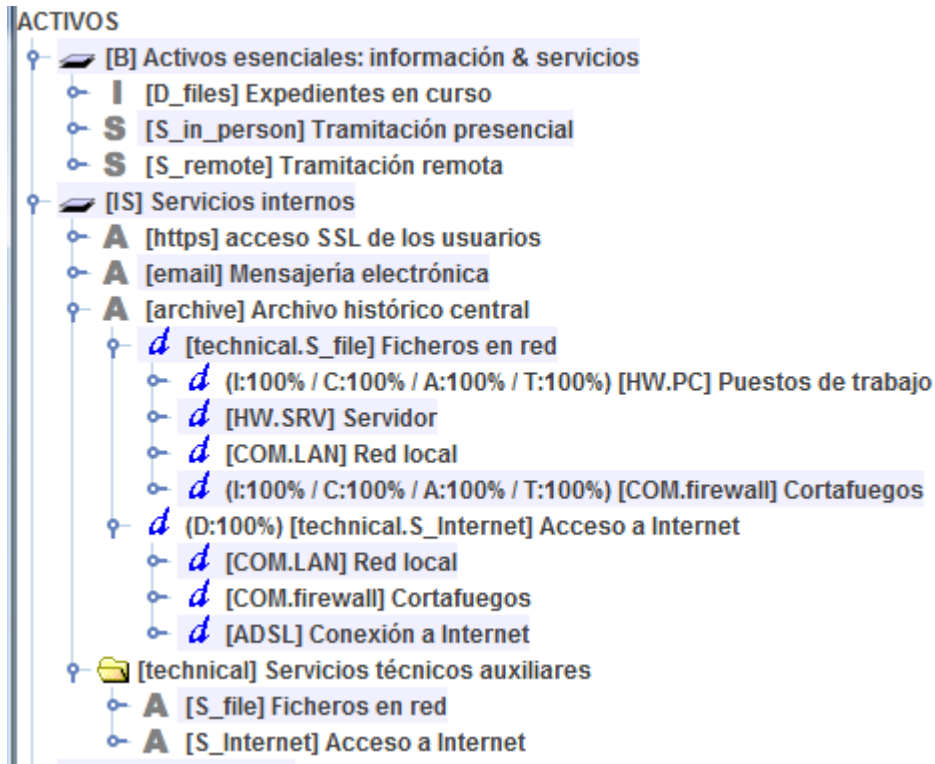 ACTIVOS
[B] Activos esenciales: información & servicios
I [D_files] Expedientes en curso
S [S_in_person] Tramitación presencial
S [S_remote] Tramitación remota
[IS] Servicios internos
A [https] acceso SSL de los usuarios
A [email] Mensajería electrónica
A [archive] Archivo histórico central
d [technical.S_file] Ficheros en red
d (I:100% / C:100% / A:100% / T:100%) [HW.PC] Puestos de trabajo
d [HW.SRV] Servidor
d [COM.LAN] Red local
d (I:100% / C:100% / A:100% / T:100%) [COM.firewall] Cortafuegos
d (D:100%) [technical.S_Internet] Acceso a Internet
d [COM.LAN] Red local
d [COM.firewall] Cortafuegos
d [ADSL] Conexión a Internet
[technical] Servicios técnicos auxiliares
A [S_file] Ficheros en red
A [S_Internet] Acceso a Internet